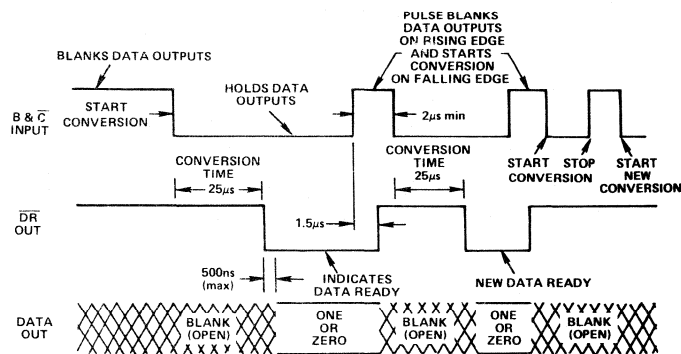 PULSE BLANKS
DATA OUTPUTS
ON RISING EDGE
AND STARTS
CONVERSION
ON FALLING EDGE
BLANKS DATA OUTPUTS
HOLDS DATA
OUTPUTS
B & C̅
INPUT
START
CONVERSION
2μs min
CONVERSION
TIME
25μs
CONVERSION
TIME
25μs
START
CONVERSION
STOP
START
NEW
CONVERSION
D̅R̅
OUT
1.5μs
500ns
(max)
INDICATES
DATA READY
NEW DATA READY
DATA
OUT
BLANK
(OPEN)
ONE
OR
ZERO
BLANK
(OPEN)
ONE
OR
ZERO
BLANK
(OPEN)